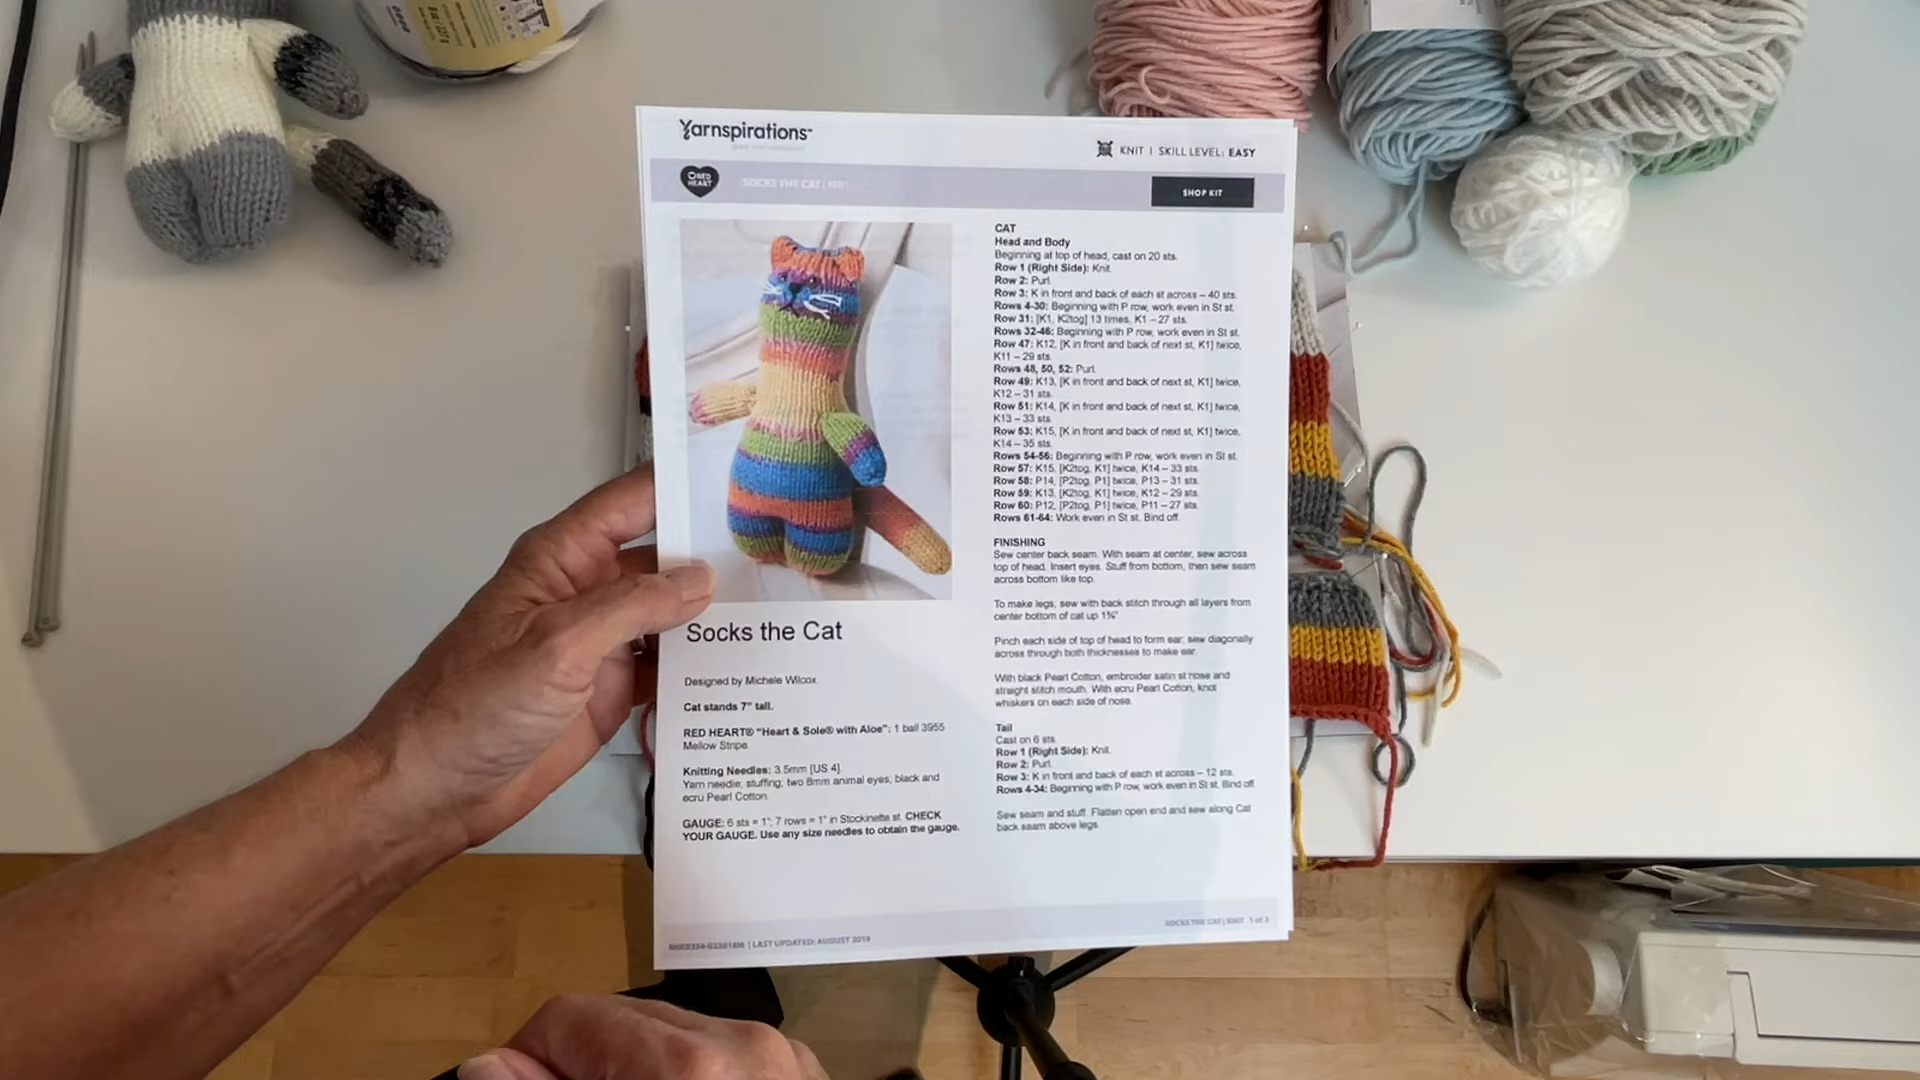 Yarnspirations™
KNIT | SKILL LEVEL: EASY
RED HEART
SOCKS THE CAT | KNIT
SHOP KIT
Socks the Cat
Designed by Michele Wilcox.
Cat stands 7" tall.
RED HEART® "Heart & Sole® with Aloe": 1 ball 3955
Mellow Stripe.
Knitting Needles: 3.5mm [US 4].
Yarn needle; stuffing; two 8mm animal eyes; black and
ecru Pearl Cotton.
GAUGE: 6 sts = 1"; 7 rows = 1" in Stockinette st. CHECK
YOUR GAUGE. Use any size needles to obtain the gauge.
CAT
Head and Body
Beginning at top of head, cast on 20 sts.
Row 1 (Right Side): Knit.
Row 2: Purl.
Row 3: K in front and back of each st across – 40 sts.
Rows 4-30: Beginning with P row, work even in St st.
Row 31: [K1, K2tog] 13 times, K1 – 27 sts.
Rows 32-46: Beginning with P row, work even in St st.
Row 47: K12, [K in front and back of next st, K1] twice,
K11 – 29 sts.
Rows 48, 50, 52: Purl.
Row 49: K13, [K in front and back of next st, K1] twice,
K12 – 31 sts.
Row 51: K14, [K in front and back of next st, K1] twice,
K13 – 33 sts.
Row 53: K15, [K in front and back of next st, K1] twice,
K14 – 35 sts.
Rows 54-56: Beginning with P row, work even in St st.
Row 57: K15, [K2tog, K1] twice, K14 – 33 sts.
Row 58: P14, [P2tog, P1] twice, P13 – 31 sts.
Row 59: K13, [K2tog, K1] twice, K12 – 29 sts.
Row 60: P12, [P2tog, P1] twice, P11 – 27 sts.
Rows 61-64: Work even in St st. Bind off.
FINISHING
Sew center back seam. With seam at center, sew across
top of head. Insert eyes. Stuff from bottom, then sew seam
across bottom like top.
To make legs, sew with back stitch through all layers from
center bottom of cat up 1¾"
Pinch each side of top of head to form ear; sew diagonally
across through both thicknesses to make ear.
With black Pearl Cotton, embroider satin st nose and
straight stitch mouth. With ecru Pearl Cotton, knot
whiskers on each side of nose.
Tail
Cast on 6 sts.
Row 1 (Right Side): Knit.
Row 2: Purl.
Row 3: K in front and back of each st across – 12 sts.
Rows 4-34: Beginning with P row, work even in St st. Bind off.
Sew seam and stuff. Flatten open end and sew along Cat
back seam above legs.
| LAST UPDATED: AUGUST 2019
SOCKS THE CAT | KNIT 1 of